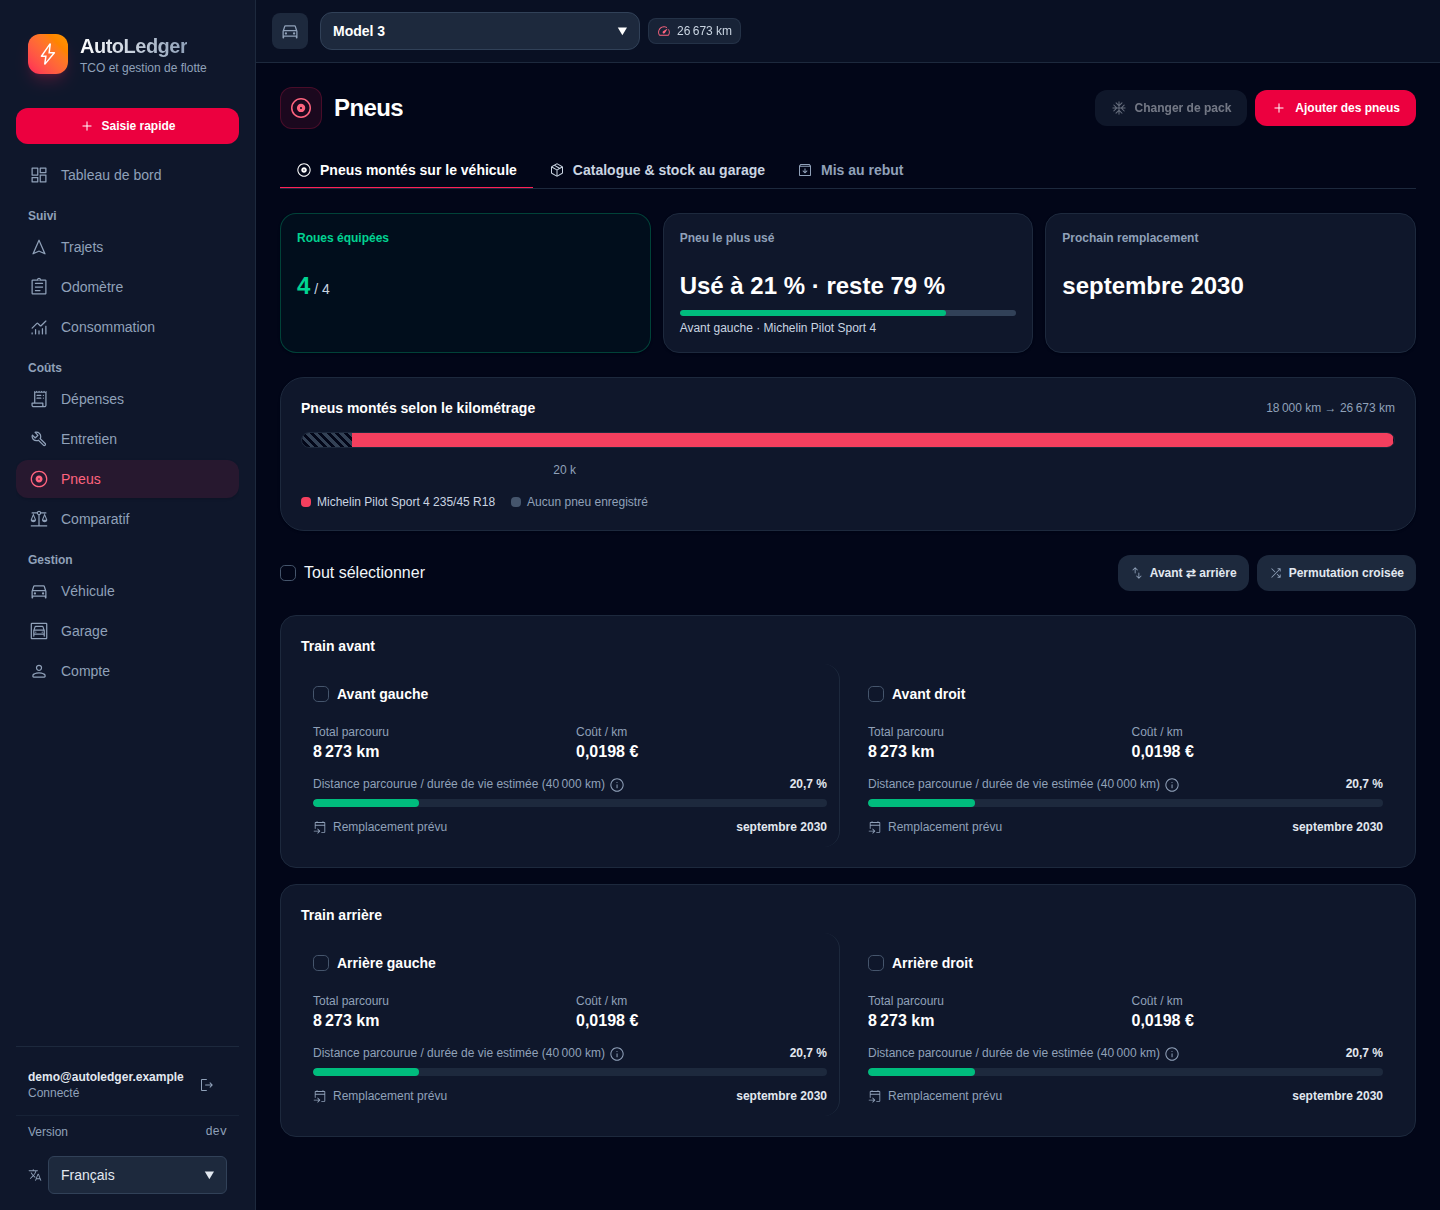 AutoLedger
TCO et gestion de flotte
Saisie rapide
Tableau de bord
Suivi
Trajets
Odomètre
Consommation
Coûts
Dépenses
Entretien
Pneus
Comparatif
Gestion
Véhicule
Garage
Compte
demo@autoledger.example
Connecté
Version dev
Français
Model 3
26 673 km
Pneus
Changer de pack
Ajouter des pneus
Pneus montés sur le véhicule
Catalogue & stock au garage
Mis au rebut
Roues équipées
4 / 4
Pneu le plus usé
Usé à 21 % · reste 79 %
Avant gauche · Michelin Pilot Sport 4
Prochain remplacement
septembre 2030
Pneus montés selon le kilométrage
18 000 km → 26 673 km
20 k
Michelin Pilot Sport 4 235/45 R18
Aucun pneu enregistré
Tout sélectionner
Avant ⇄ arrière
Permutation croisée
Train avant
Avant gauche
Total parcouru
8 273 km
Coût / km
0,0198 €
Distance parcourue / durée de vie estimée (40 000 km)
20,7 %
Remplacement prévu
septembre 2030
Avant droit
Total parcouru
8 273 km
Coût / km
0,0198 €
Distance parcourue / durée de vie estimée (40 000 km)
20,7 %
Remplacement prévu
septembre 2030
Train arrière
Arrière gauche
Total parcouru
8 273 km
Coût / km
0,0198 €
Distance parcourue / durée de vie estimée (40 000 km)
20,7 %
Remplacement prévu
septembre 2030
Arrière droit
Total parcouru
8 273 km
Coût / km
0,0198 €
Distance parcourue / durée de vie estimée (40 000 km)
20,7 %
Remplacement prévu
septembre 2030